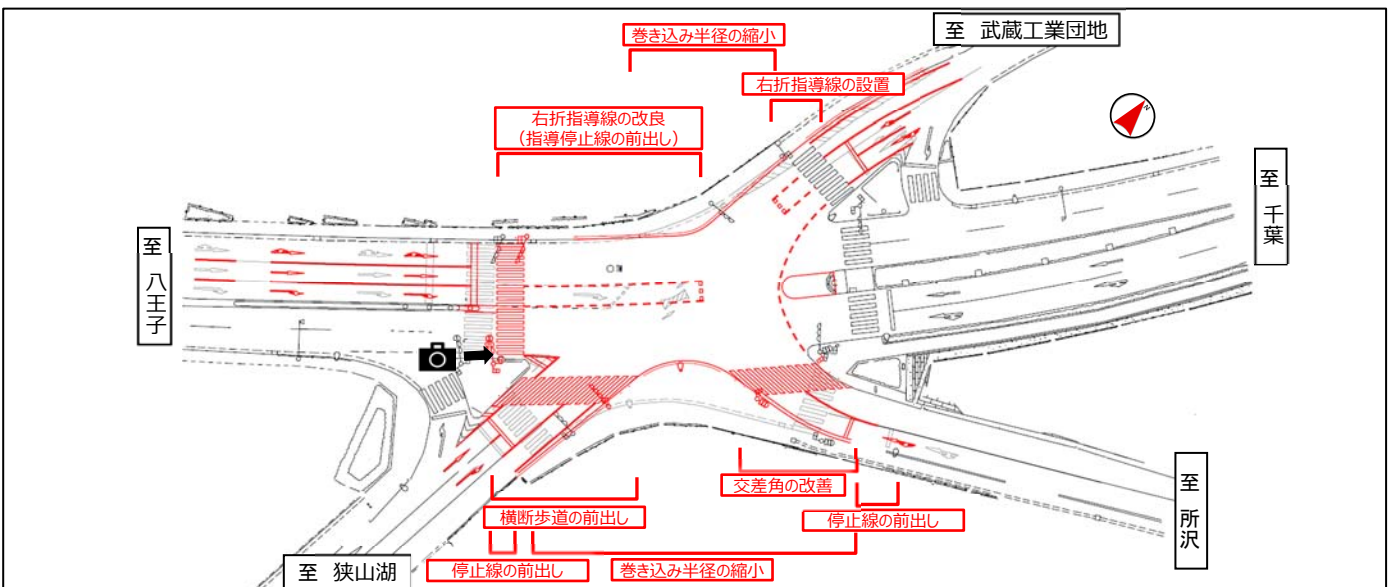 至 武蔵工業団地
巻き込み半径の縮小
右折指導線の設置
右折指導線の改良
(指導停止線の前出し)
N
至 千葉
至 八王子
交差角の改善
至 所沢
横断歩道の前出し
停止線の前出し
至 狭山湖
停止線の前出し
巻き込み半径の縮小